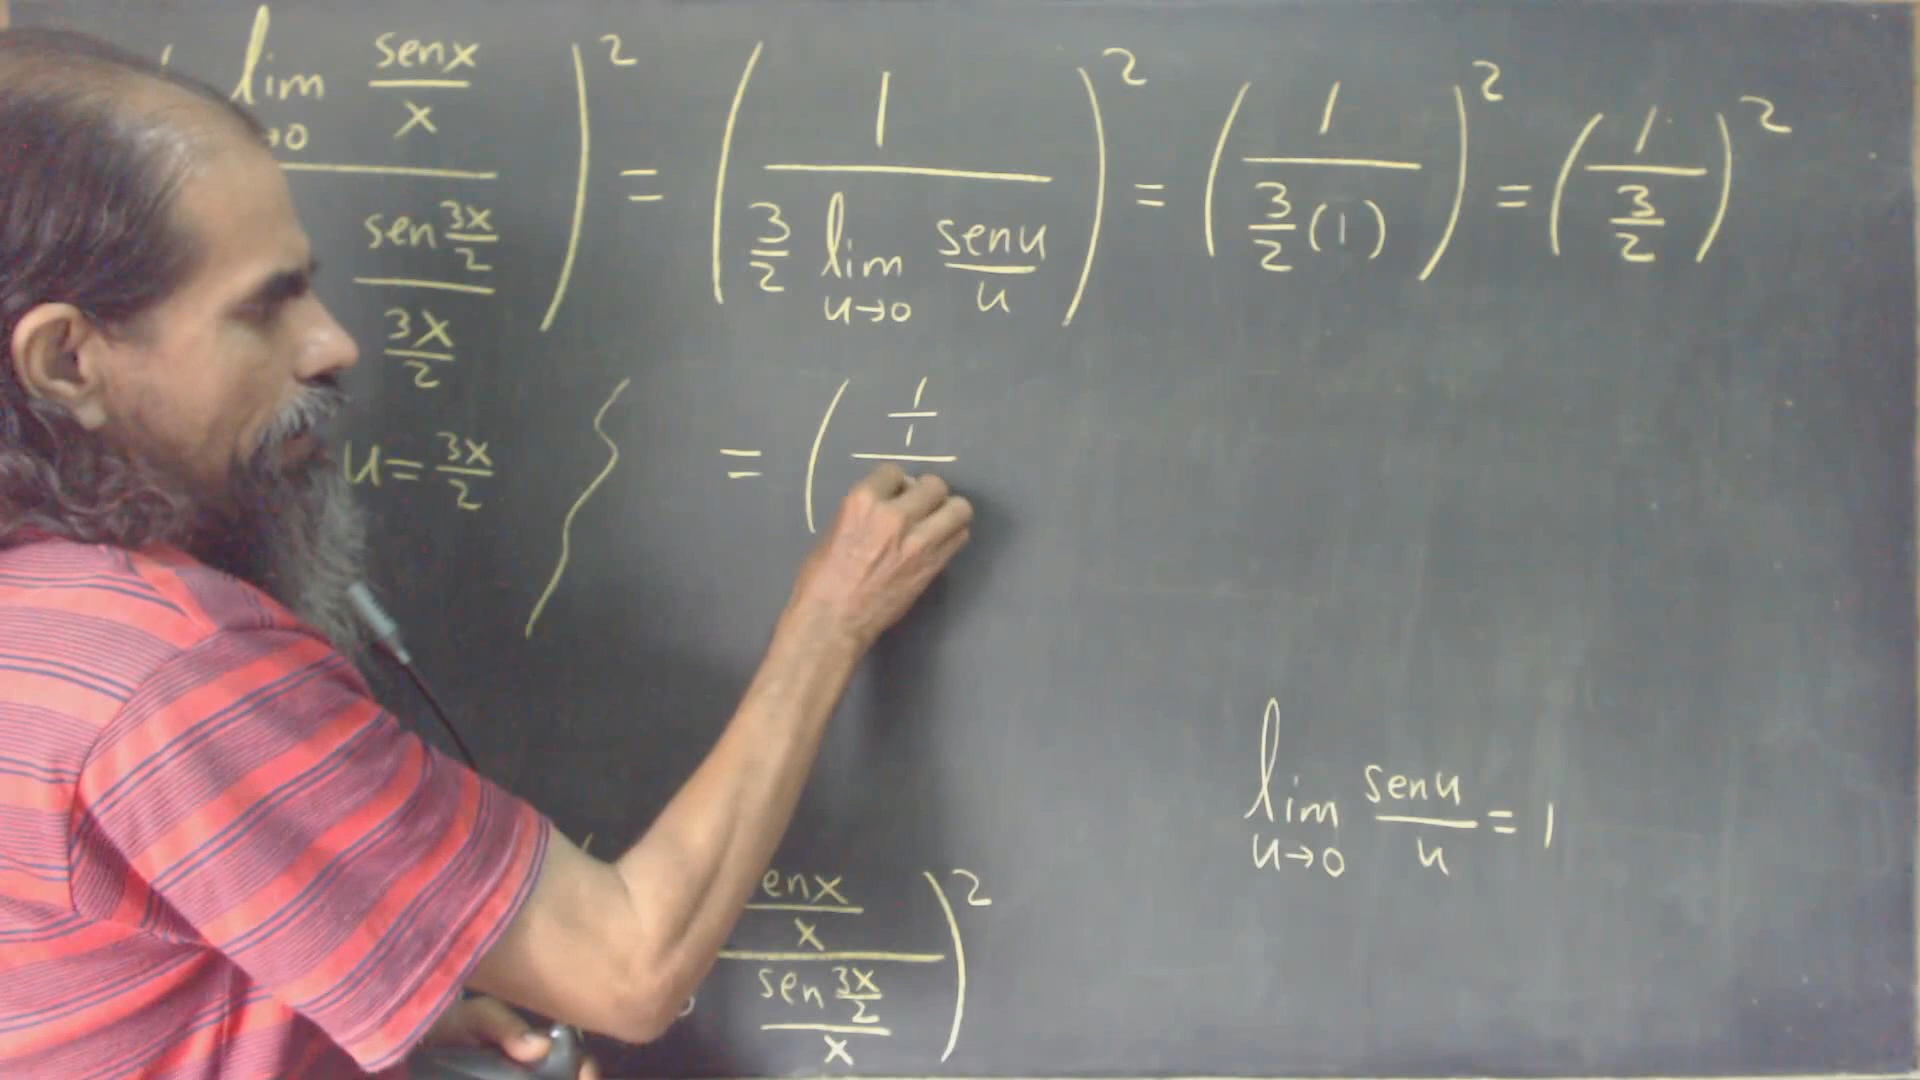 ( lim →0 senx/x / sen 3x/2 / 3x/2 )² = ( 1 / 3/2 lim u→0 senu/u )² = ( 1 / 3/2 (1) )² = ( 1 / 3/2 )²
u = 3x/2
= ( 1/1 /
lim u→0 senu/u = 1
enx/x / sen 3x/2 / x )²